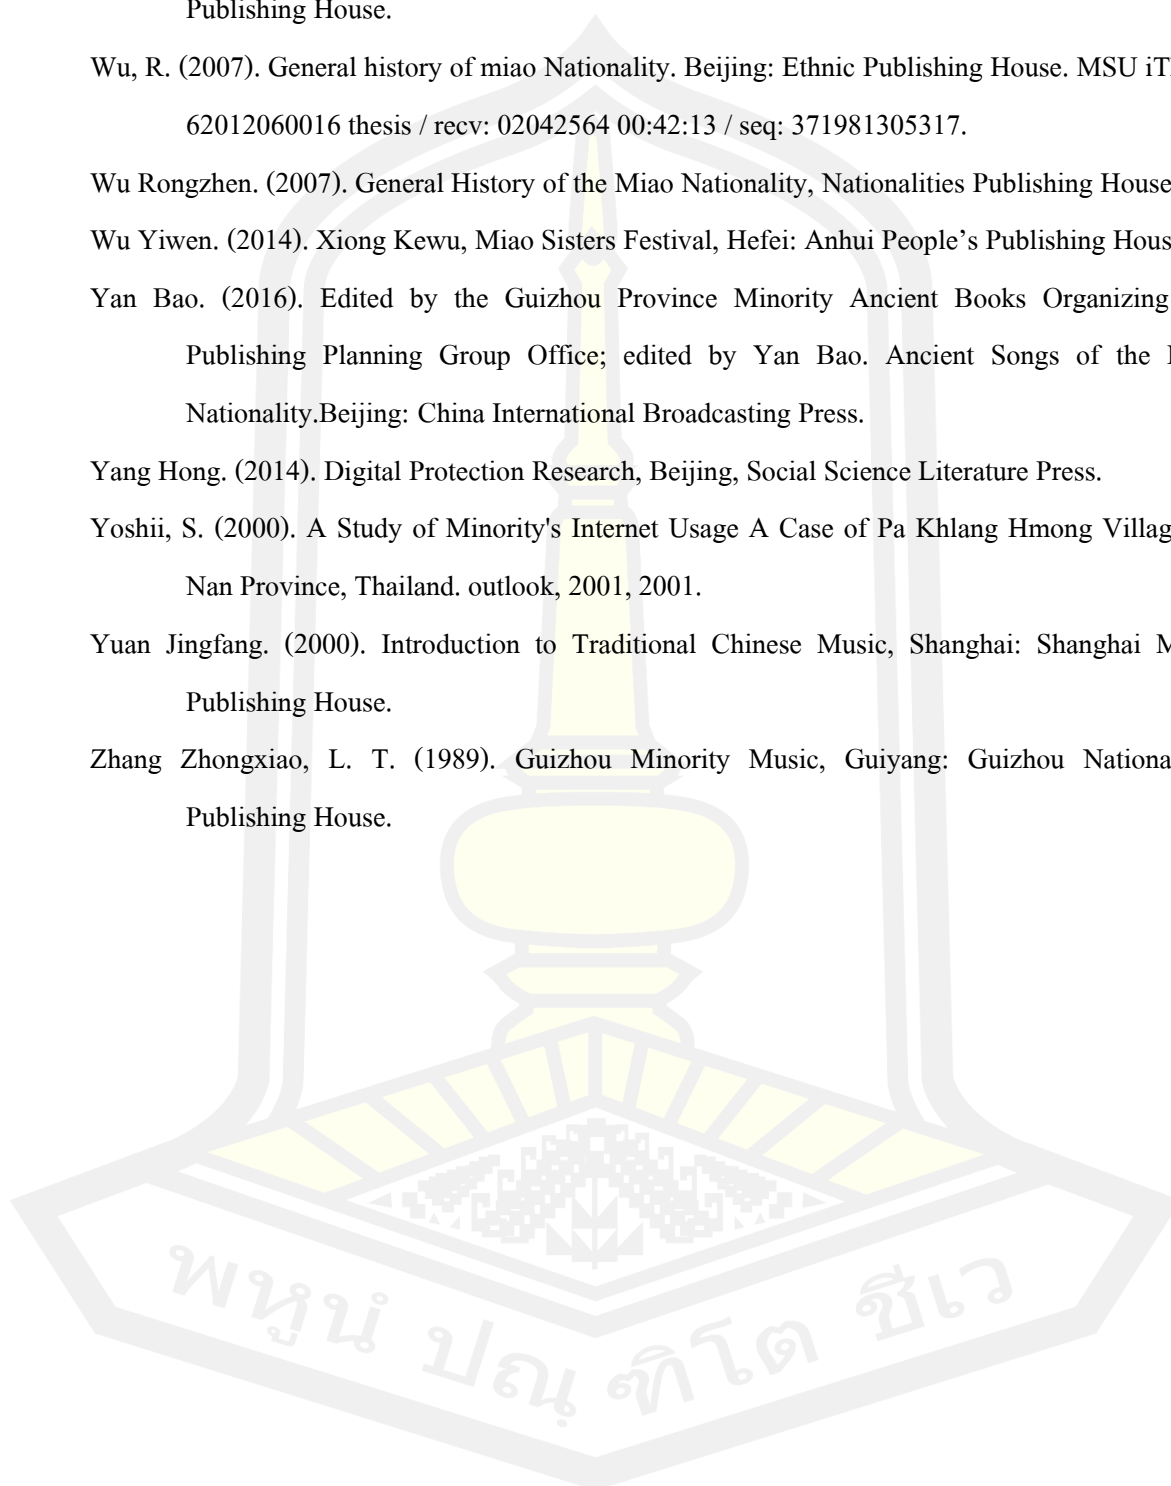 Publishing House.
Wu, R. (2007). General history of miao Nationality. Beijing: Ethnic Publishing House. MSU
62012060016 thesis / recv: 02042564 00:42:13 / seq: 371981305317.
Wu Rongzhen. (2007). General History of the Miao Nationality, Nationalities Publishing House
Wu Yiwen. (2014). Xiong Kewu, Miao Sisters Festival, Hefei: Anhui People’s Publishing
Yan Bao. (2016). Edited by the Guizhou Province Minority Ancient Books Organizing
Publishing Planning Group Office; edited by Yan Bao. Ancient Songs of the
Nationality.Beijing: China International Broadcasting Press.
Yang Hong. (2014). Digital Protection Research, Beijing, Social Science Literature Press.
Yoshii, S. (2000). A Study of Minority's Internet Usage A Case of Pa Khlang Hmong
Nan Province, Thailand. outlook, 2001, 2001.
Yuan Jingfang. (2000). Introduction to Traditional Chinese Music, Shanghai: Shanghai
Publishing House.
Zhang Zhongxiao, L. T. (1989). Guizhou Minority Music, Guiyang: Guizhou
Publishing House.
พหูนํ ปณฺฑิโต ชีเว